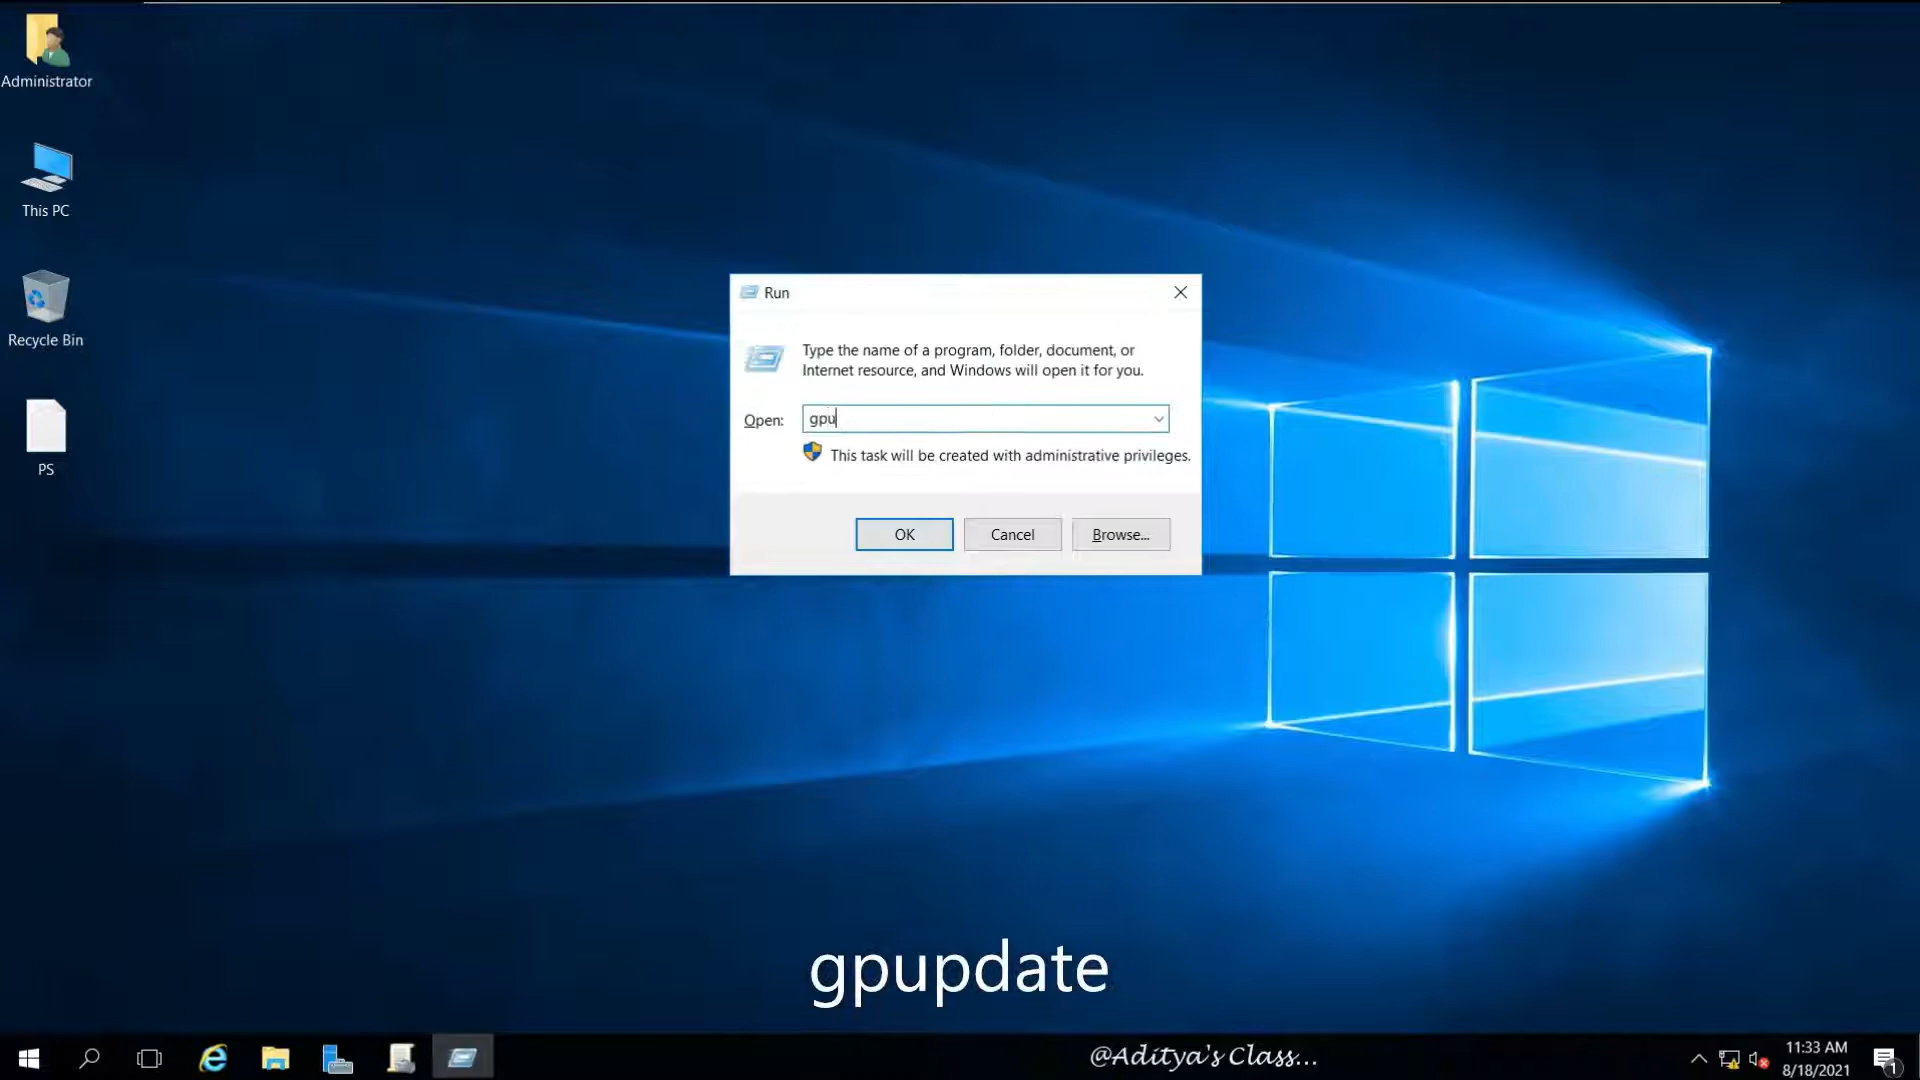 Administrator
This PC
Recycle Bin
PS
Run
Type the name of a program, folder, document, or
Internet resource, and Windows will open it for you.
Open: gpu
This task will be created with administrative privileges.
OK Cancel Browse...
gpupdate
@Aditya's Class...
11:33 AM
8/18/2021
1